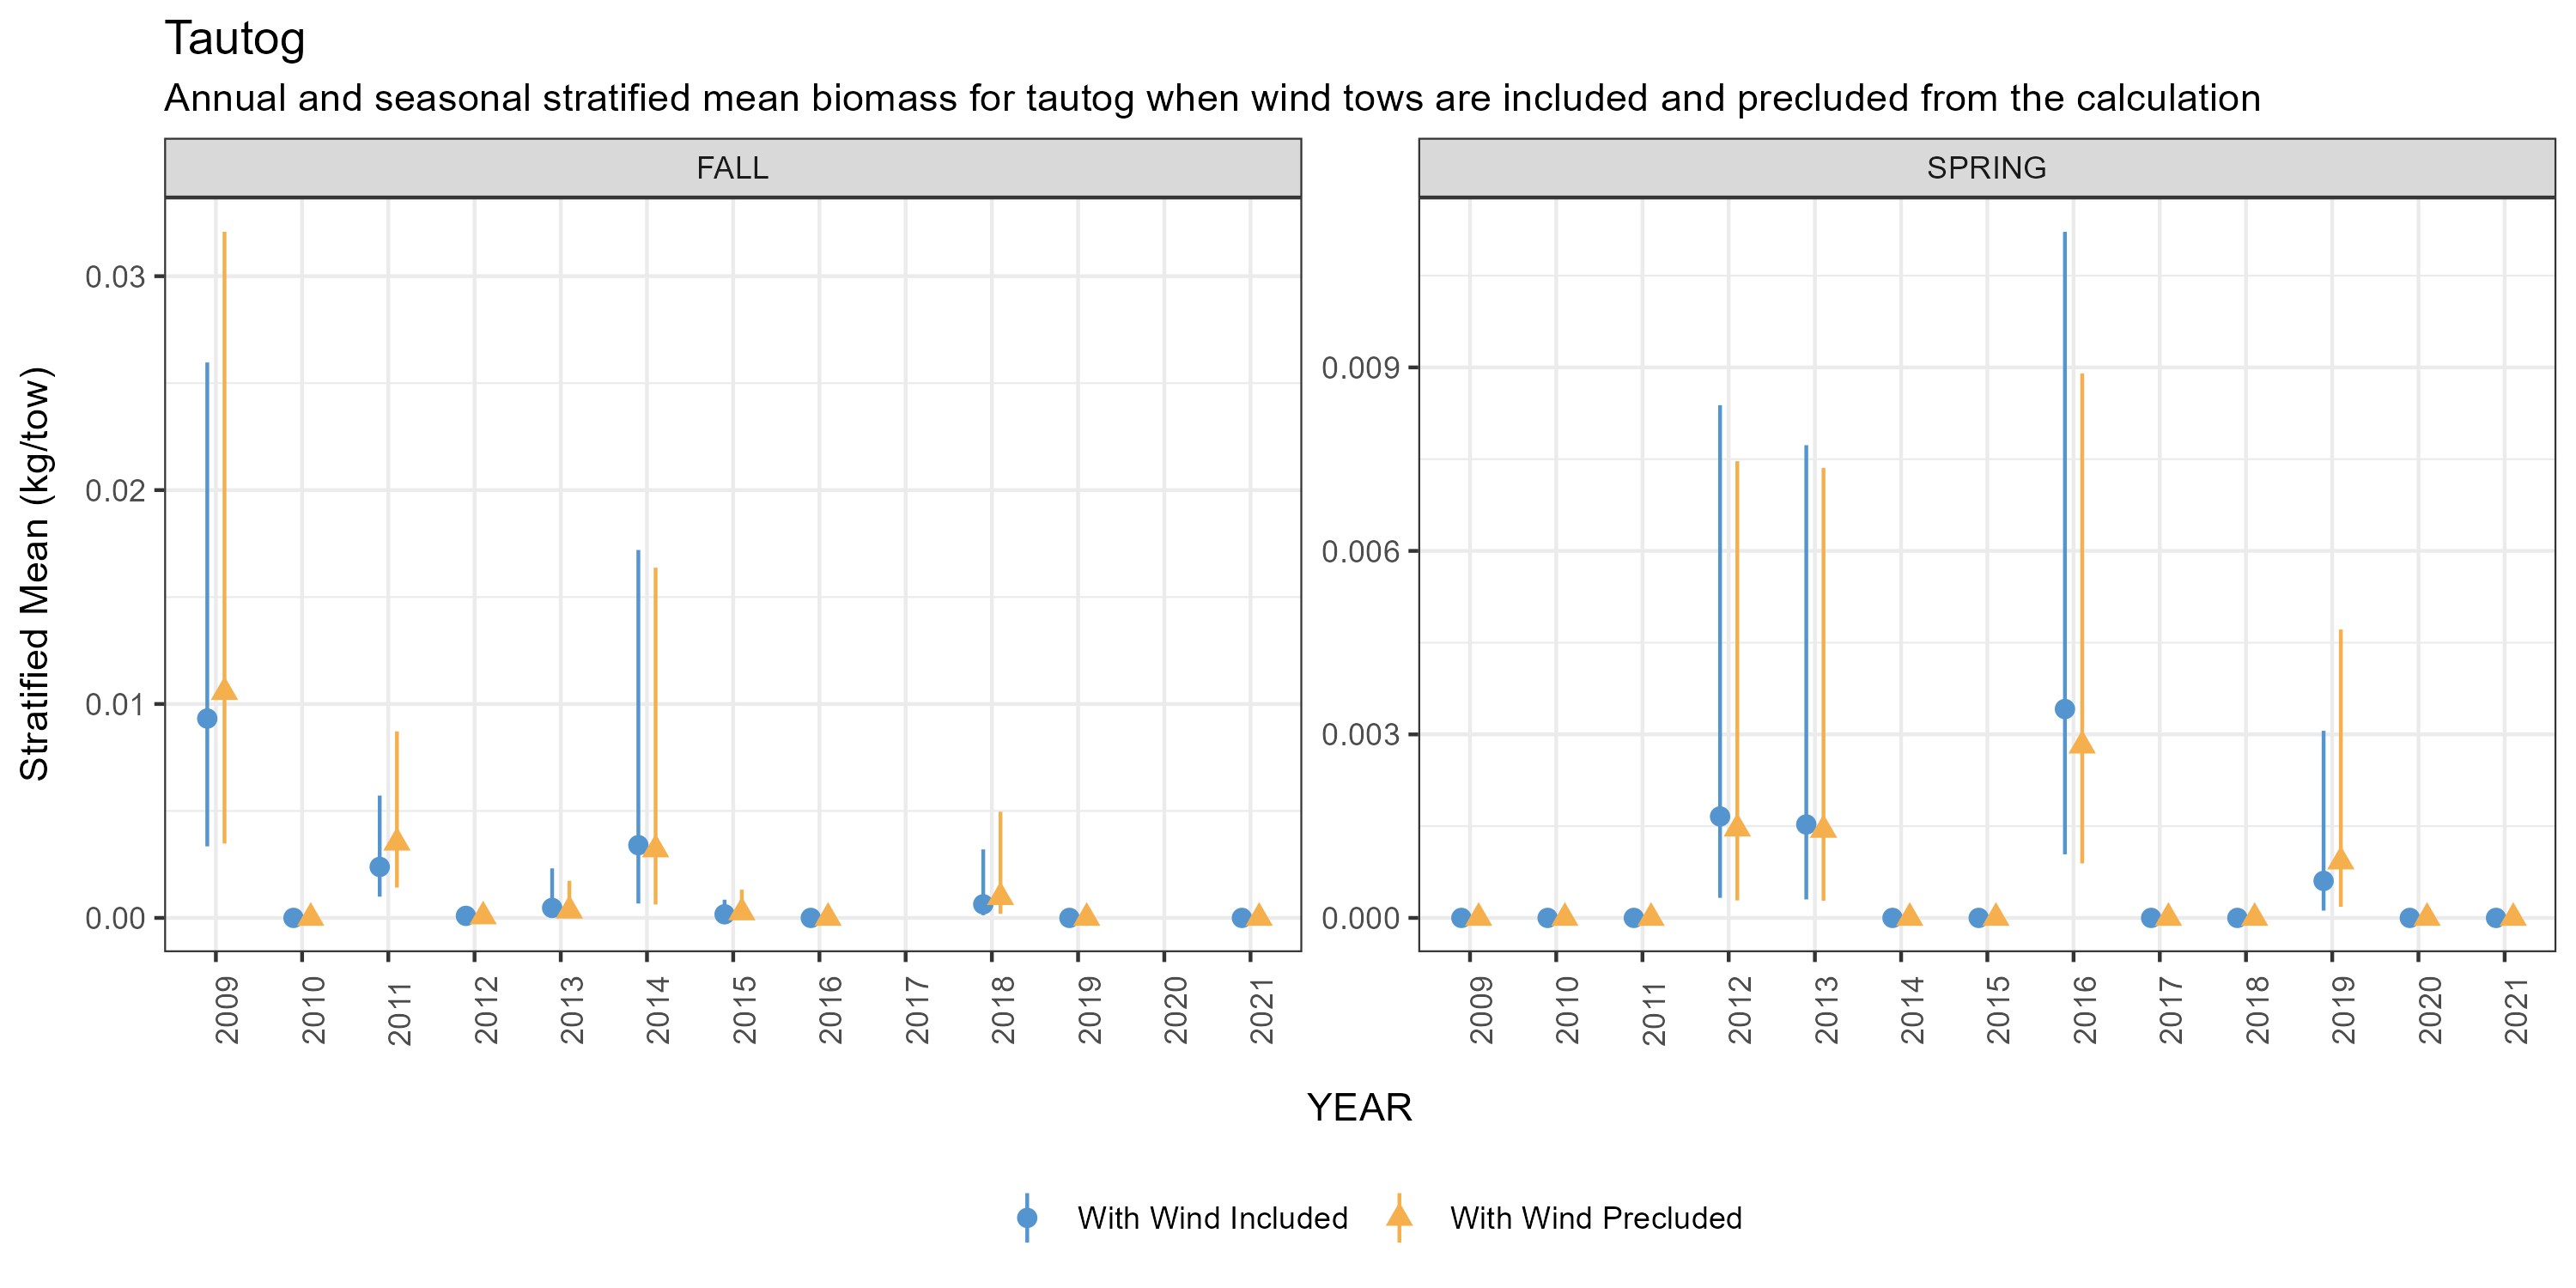 Tautog
Annual and seasonal stratified mean biomass for tautog when wind tows are included and precluded from the calculation
FALL
SPRING
Stratified Mean (kg/tow)
0.03
0.02
0.01
0.00
0.009
0.006
0.003
0.000
2009 2010 2011 2012 2013 2014 2015 2016 2017 2018 2019 2020 2021
2009 2010 2011 2012 2013 2014 2015 2016 2017 2018 2019 2020 2021
YEAR
With Wind Included With Wind Precluded